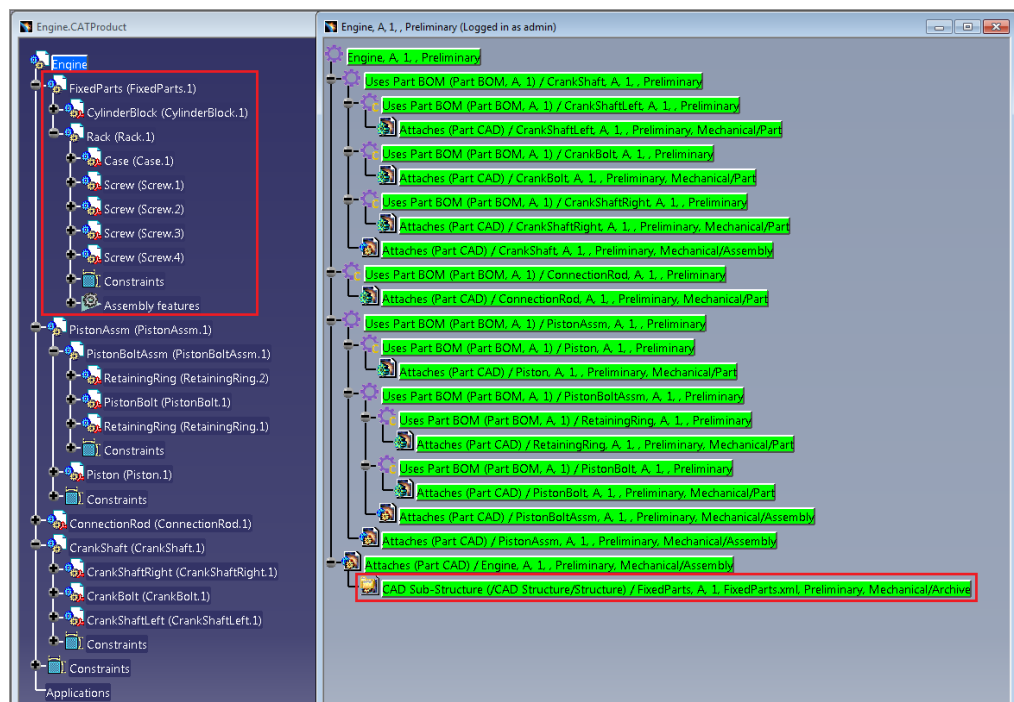 Engine.CATProduct
Engine
FixedParts (FixedParts.1)
CylinderBlock (CylinderBlock.1)
Rack (Rack.1)
Case (Case.1)
Screw (Screw.1)
Screw (Screw.2)
Screw (Screw.3)
Screw (Screw.4)
Constraints
Assembly features
PistonAssm (PistonAssm.1)
PistonBoltAssm (PistonBoltAssm.1)
RetainingRing (RetainingRing.2)
PistonBolt (PistonBolt.1)
RetainingRing (RetainingRing.1)
Constraints
Piston (Piston.1)
Constraints
ConnectionRod (ConnectionRod.1)
CrankShaft (CrankShaft.1)
CrankShaftRight (CrankShaftRight.1)
CrankBolt (CrankBolt.1)
CrankShaftLeft (CrankShaftLeft.1)
Constraints
Constraints
Applications
Engine, A, 1, , Preliminary (Logged in as admin)
Engine, A, 1, , Preliminary
Uses Part BOM (Part BOM, A, 1) / CrankShaft, A, 1, , Preliminary
Uses Part BOM (Part BOM, A, 1) / CrankShaftLeft, A, 1, , Preliminary
Attaches (Part CAD) / CrankShaftLeft, A, 1, , Preliminary, Mechanical/Part
Uses Part BOM (Part BOM, A, 1) / CrankBolt, A, 1, , Preliminary
Attaches (Part CAD) / CrankBolt, A, 1, , Preliminary, Mechanical/Part
Uses Part BOM (Part BOM, A, 1) / CrankShaftRight, A, 1, , Preliminary
Attaches (Part CAD) / CrankShaftRight, A, 1, , Preliminary, Mechanical/Part
Attaches (Part CAD) / CrankShaft, A, 1, , Preliminary, Mechanical/Assembly
Uses Part BOM (Part BOM, A, 1) / ConnectionRod, A, 1, , Preliminary
Attaches (Part CAD) / ConnectionRod, A, 1, , Preliminary, Mechanical/Part
Uses Part BOM (Part BOM, A, 1) / PistonAssm, A, 1, , Preliminary
Uses Part BOM (Part BOM, A, 1) / Piston, A, 1, , Preliminary
Attaches (Part CAD) / Piston, A, 1, , Preliminary, Mechanical/Part
Uses Part BOM (Part BOM, A, 1) / PistonBoltAssm, A, 1, , Preliminary
Uses Part BOM (Part BOM, A, 1) / RetainingRing, A, 1, , Preliminary
Attaches (Part CAD) / RetainingRing, A, 1, , Preliminary, Mechanical/Part
Uses Part BOM (Part BOM, A, 1) / PistonBolt, A, 1, , Preliminary
Attaches (Part CAD) / PistonBolt, A, 1, , Preliminary, Mechanical/Part
Attaches (Part CAD) / PistonBoltAssm, A, 1, , Preliminary, Mechanical/Assembly
Attaches (Part CAD) / PistonAssm, A, 1, , Preliminary, Mechanical/Assembly
Attaches (Part CAD) / Engine, A, 1, , Preliminary, Mechanical/Assembly
CAD Sub-Structure (/CAD Structure/Structure) / FixedParts, A, 1, FixedParts.xml, Preliminary, Mechanical/Archive